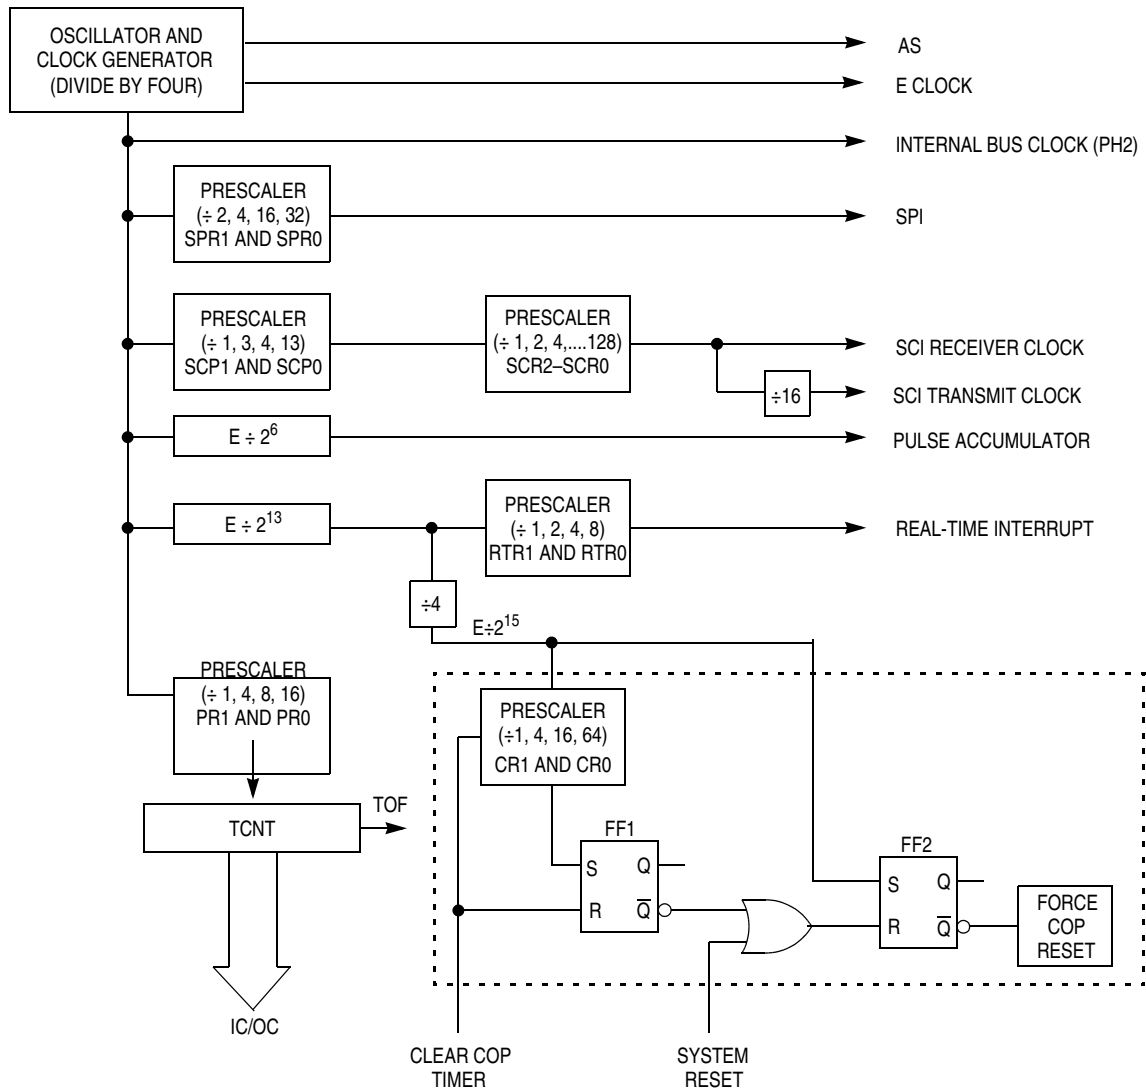 OSCILLATOR AND
CLOCK GENERATOR
(DIVIDE BY FOUR)
AS
E CLOCK
INTERNAL BUS CLOCK (PH2)
PRESCALER
(÷ 2, 4, 16, 32)
SPR1 AND SPR0
SPI
PRESCALER
(÷ 1, 3, 4, 13)
SCP1 AND SCP0
PRESCALER
(÷ 1, 2, 4,....128)
SCR2–SCR0
SCI RECEIVER CLOCK
÷16
SCI TRANSMIT CLOCK
E ÷ 2^6
PULSE ACCUMULATOR
E ÷ 2^13
PRESCALER
(÷ 1, 2, 4, 8)
RTR1 AND RTR0
REAL-TIME INTERRUPT
÷4
E÷2^15
PRESCALER
(÷ 1, 4, 8, 16)
PR1 AND PR0
PRESCALER
(÷1, 4, 16, 64)
CR1 AND CR0
TCNT
TOF
FF1
S Q
R Q̅
FF2
S Q
R Q̅
FORCE
COP
RESET
IC/OC
CLEAR COP
TIMER
SYSTEM
RESET